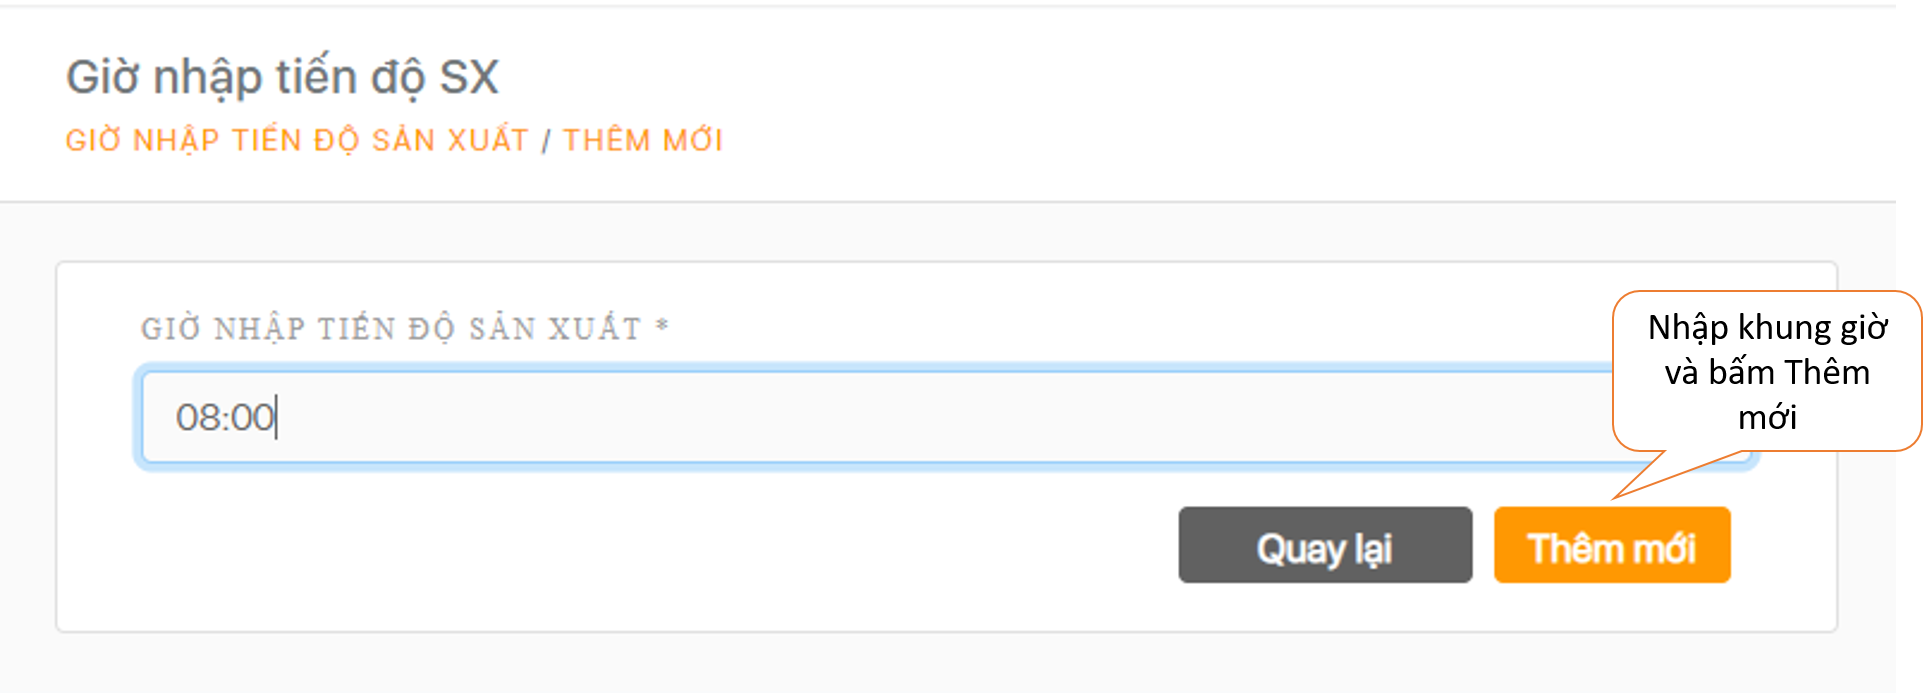 Giờ nhập tiến độ SX
GIỜ NHẬP TIẾN ĐỘ SẢN XUẤT / THÊM MỚI
GIỜ NHẬP TIẾN ĐỘ SẢN XUẤT *
08:00
Nhập khung giờ
và bấm Thêm
mới
Quay lại
Thêm mới